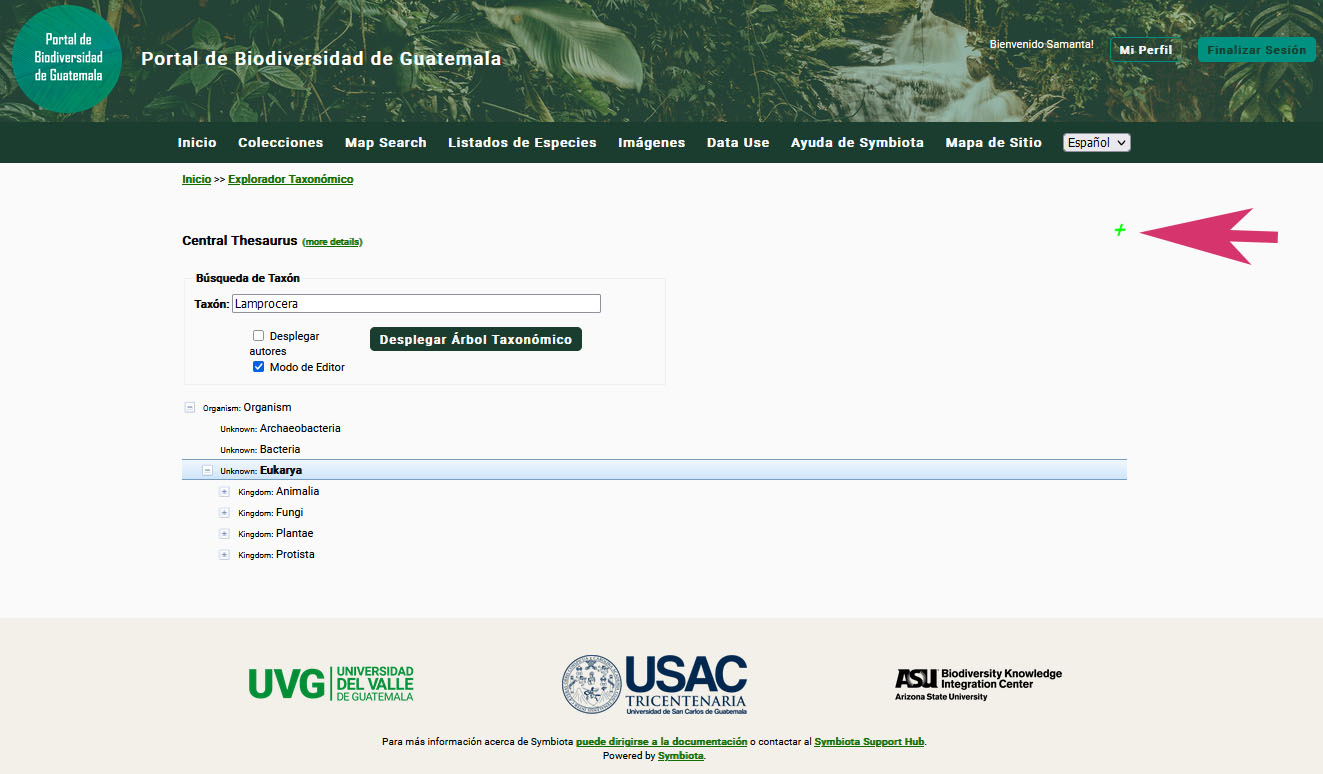 Portal de
Biodiversidad
de Guatemala
Portal de Biodiversidad de Guatemala
Bienvenido Samanta!
Mi Perfil
Finalizar Sesión
Inicio Colecciones Map Search Listados de Especies Imágenes Data Use Ayuda de Symbiota Mapa de Sitio Español
Inicio >> Explorador Taxonómico
Central Thesaurus (more details)
Búsqueda de Taxón
Taxón: Lamprocera
Desplegar
autores
Desplegar Árbol Taxonómico
Modo de Editor
Organism: Organism
Unknown: Archaeobacteria
Unknown: Bacteria
Unknown: Eukarya
Kingdom: Animalia
Kingdom: Fungi
Kingdom: Plantae
Kingdom: Protista
UVG UNIVERSIDAD
DEL VALLE
DE GUATEMALA
USAC
TRICENTENARIA
Universidad de San Carlos de Guatemala
ASU Biodiversity Knowledge
Integration Center
Arizona State University
Para más información acerca de Symbiota puede dirigirse a la documentación o contactar al Symbiota Support Hub.
Powered by Symbiota.